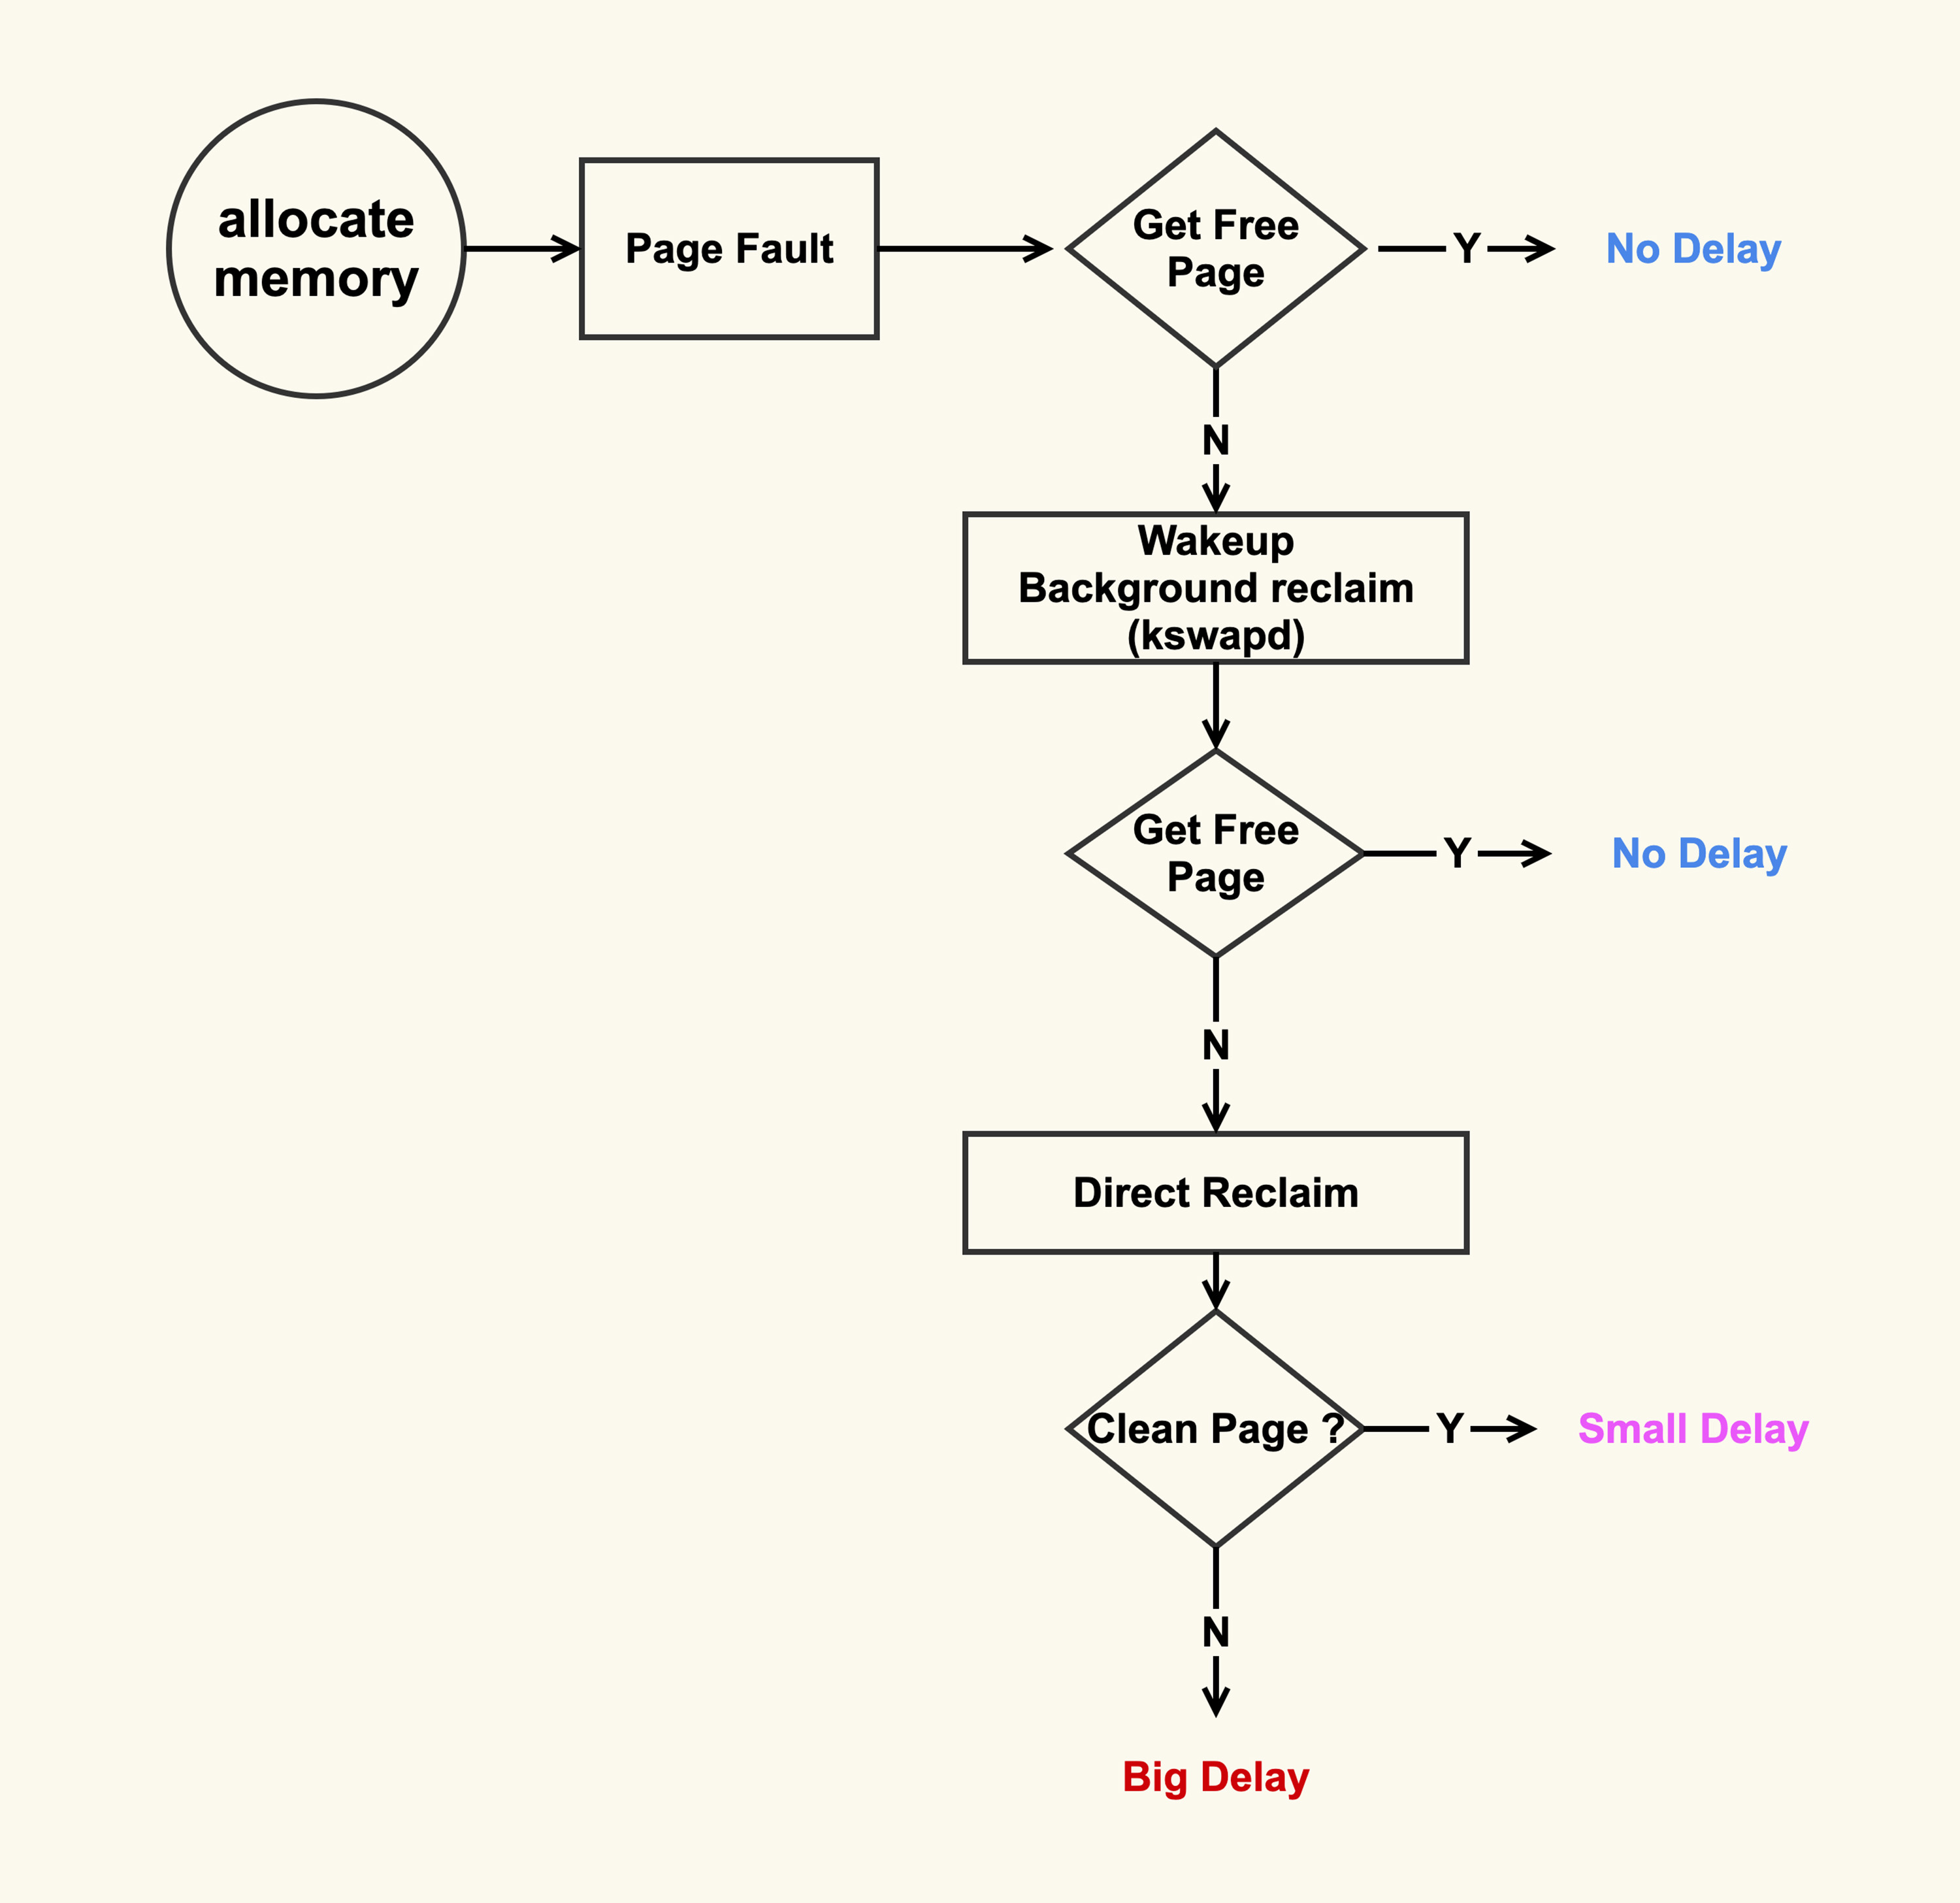 allocate
memory
Page Fault
Get Free
Page
Y
No Delay
N
Wakeup
Background reclaim
(kswapd)
Get Free
Page
Y
No Delay
N
Direct Reclaim
Clean Page ?
Y
Small Delay
N
Big Delay